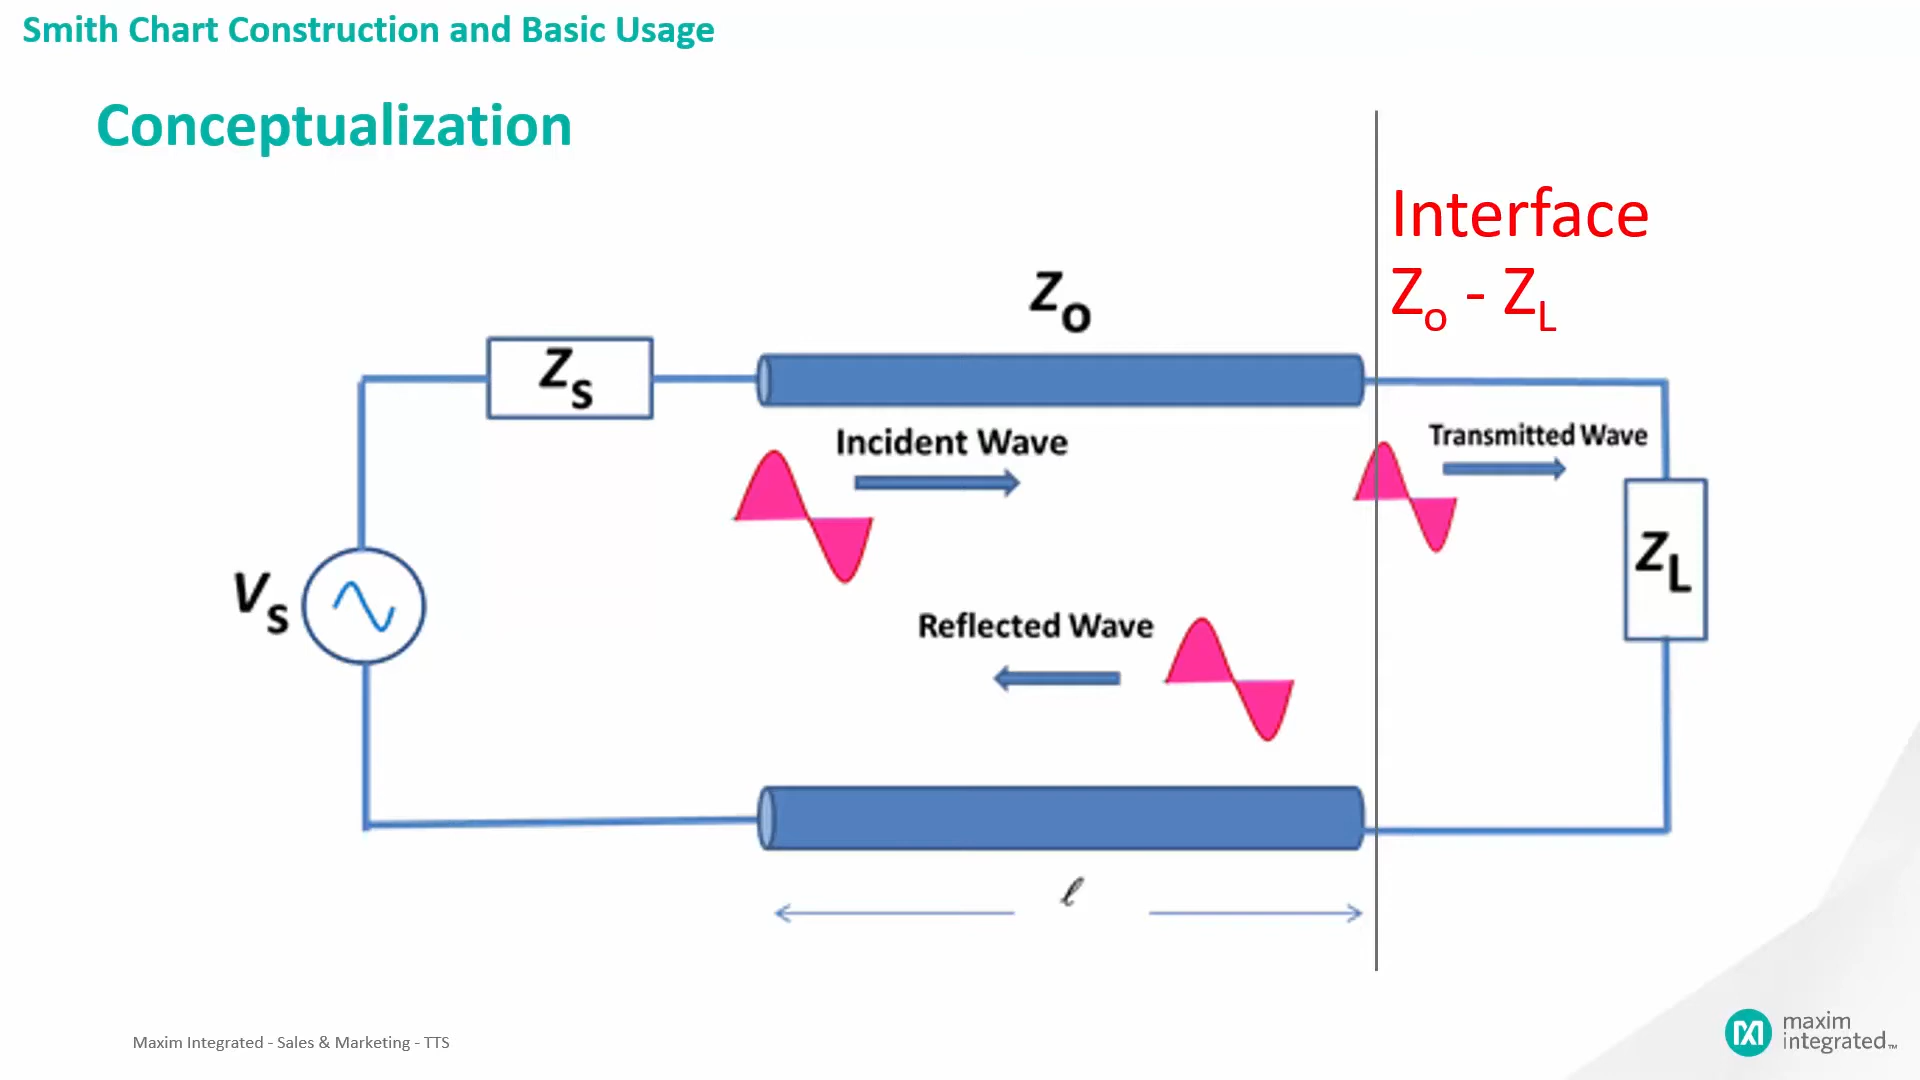 Smith Chart Construction and Basic Usage
Conceptualization
Interface
Zo - ZL
Zo
Zs
Incident Wave
Transmitted Wave
Vs
ZL
Reflected Wave
ℓ
Maxim Integrated - Sales & Marketing - TTS
maxim
integrated™